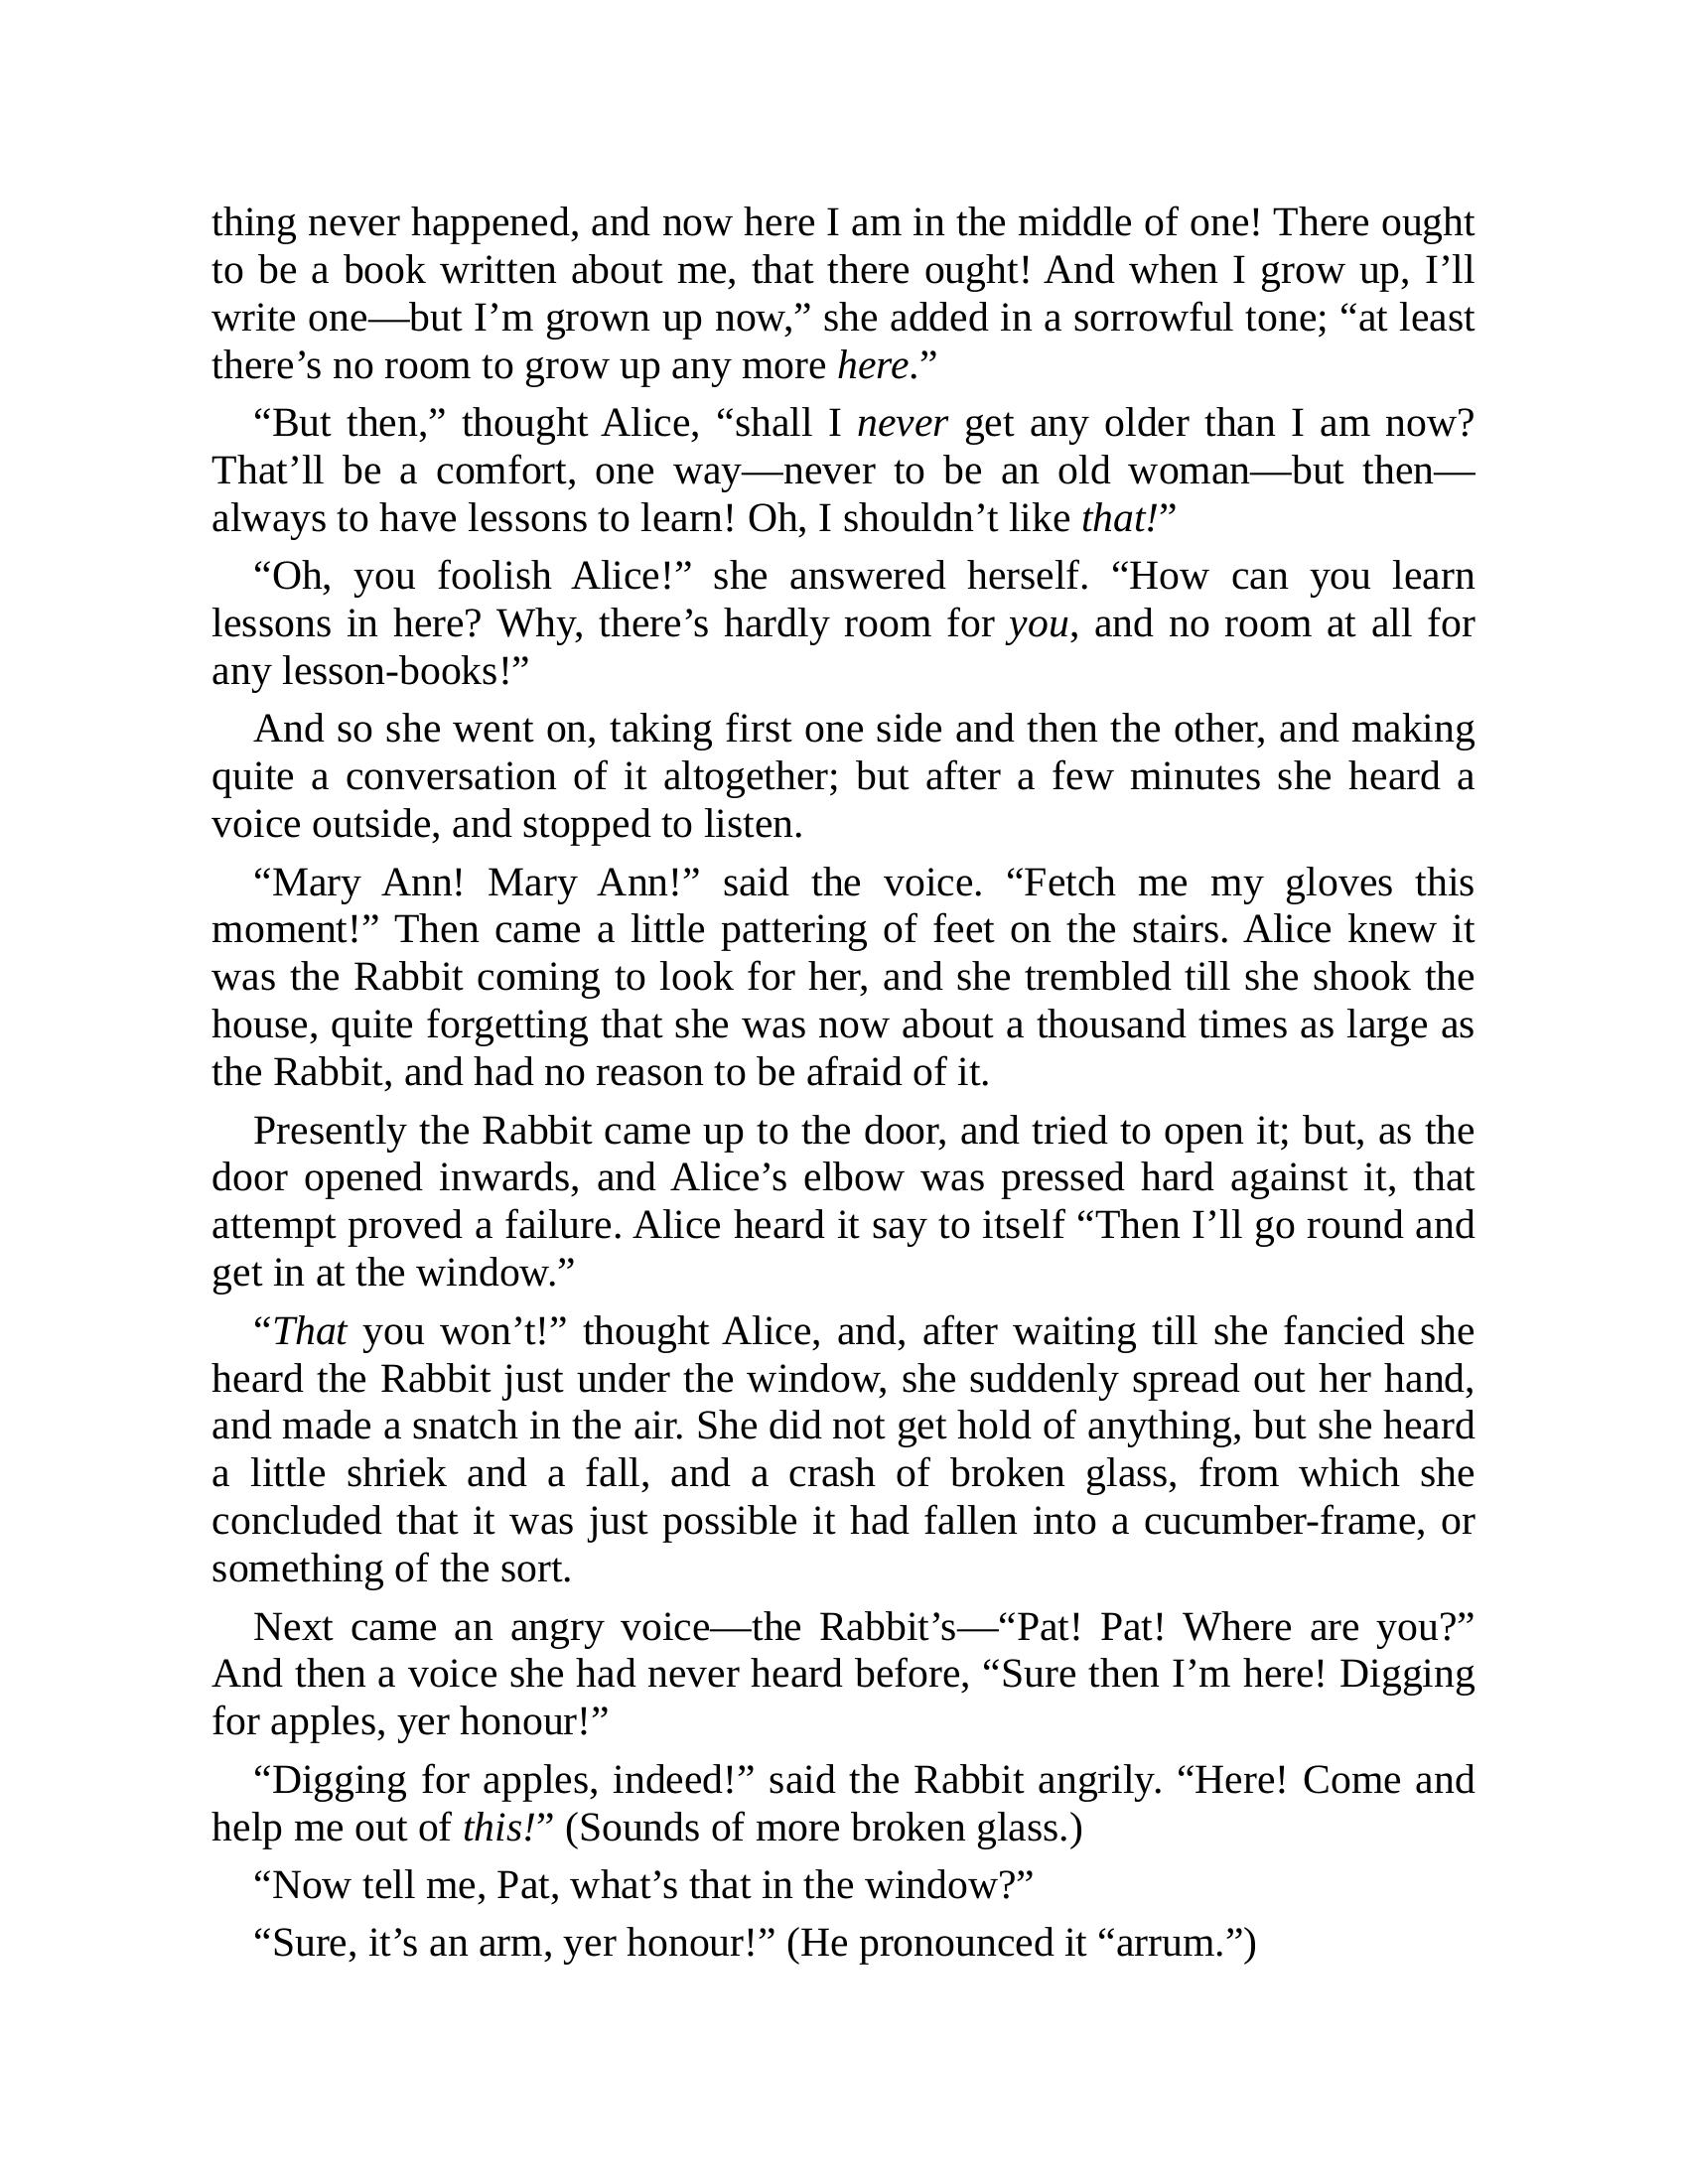 thing never happened, and now here I am in the middle of one! There ought
to be a book written about me, that there ought! And when I grow up, I’ll
write one—but I’m grown up now,” she added in a sorrowful tone; “at least
there’s no room to grow up any more here.”
“But then,” thought Alice, “shall I never get any older than I am now?
That’ll be a comfort, one way—never to be an old woman—but then—
always to have lessons to learn! Oh, I shouldn’t like that!”
“Oh, you foolish Alice!” she answered herself. “How can you learn
lessons in here? Why, there’s hardly room for you, and no room at all for
any lesson-books!”
And so she went on, taking first one side and then the other, and making
quite a conversation of it altogether; but after a few minutes she heard a
voice outside, and stopped to listen.
“Mary Ann! Mary Ann!” said the voice. “Fetch me my gloves this
moment!” Then came a little pattering of feet on the stairs. Alice knew it
was the Rabbit coming to look for her, and she trembled till she shook the
house, quite forgetting that she was now about a thousand times as large as
the Rabbit, and had no reason to be afraid of it.
Presently the Rabbit came up to the door, and tried to open it; but, as the
door opened inwards, and Alice’s elbow was pressed hard against it, that
attempt proved a failure. Alice heard it say to itself “Then I’ll go round and
get in at the window.”
“That you won’t!” thought Alice, and, after waiting till she fancied she
heard the Rabbit just under the window, she suddenly spread out her hand,
and made a snatch in the air. She did not get hold of anything, but she heard
a little shriek and a fall, and a crash of broken glass, from which she
concluded that it was just possible it had fallen into a cucumber-frame, or
something of the sort.
Next came an angry voice—the Rabbit’s—“Pat! Pat! Where are you?”
And then a voice she had never heard before, “Sure then I’m here! Digging
for apples, yer honour!”
“Digging for apples, indeed!” said the Rabbit angrily. “Here! Come and
help me out of this!” (Sounds of more broken glass.)
“Now tell me, Pat, what’s that in the window?”
“Sure, it’s an arm, yer honour!” (He pronounced it “arrum.”)